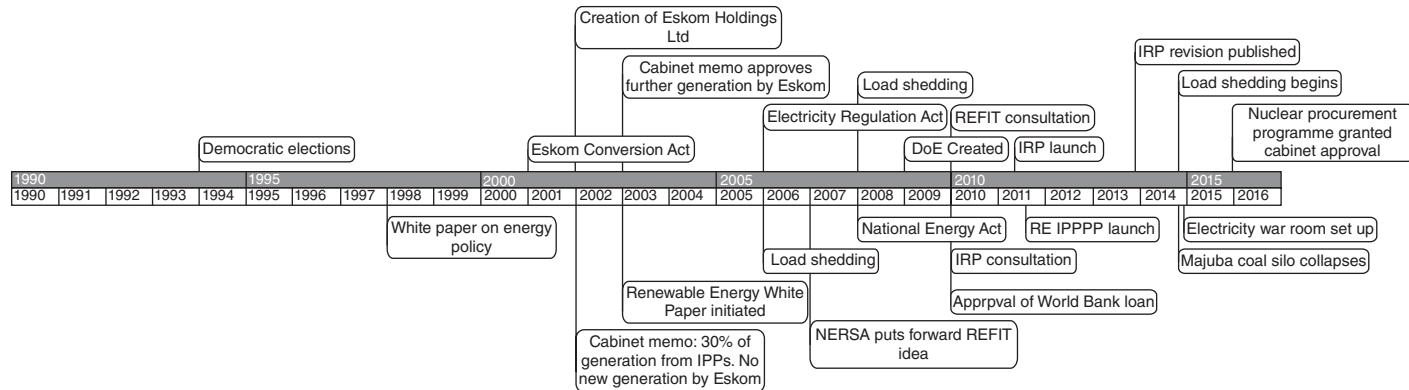 Creation of Eskom Holdings
Ltd
Cabinet memo approves
further generation by Eskom
IRP revision published
Load shedding
Load shedding begins
Electricity Regulation Act
REFIT consultation
Nuclear procurement
programme granted
cabinet approval
Democratic elections
Eskom Conversion Act
DoE Created
IRP launch
1990 1995 2000 2005 2010 2015
1990 1991 1992 1993 1994 1995 1996 1997 1998 1999 2000 2001 2002 2003 2004 2005 2006 2007 2008 2009 2010 2011 2012 2013 2014 2015 2016
White paper on energy
policy
National Energy Act
RE IPPPP launch
Electricity war room set up
Load shedding
IRP consultation
Majuba coal silo collapses
Renewable Energy White
Paper initiated
Apprpval of World Bank loan
NERSA puts forward REFIT
idea
Cabinet memo: 30% of
generation from IPPs. No
new generation by Eskom